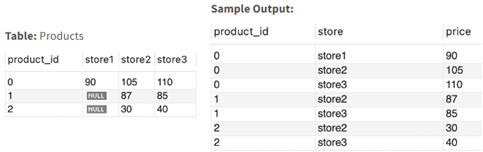 Table: Products
product_id store1 store2 store3
0 90 105 110
1 NULL 87 85
2 NULL 30 40
Sample Output:
product_id store price
0 store1 90
0 store2 105
0 store3 110
1 store2 87
1 store3 85
2 store2 30
2 store3 40